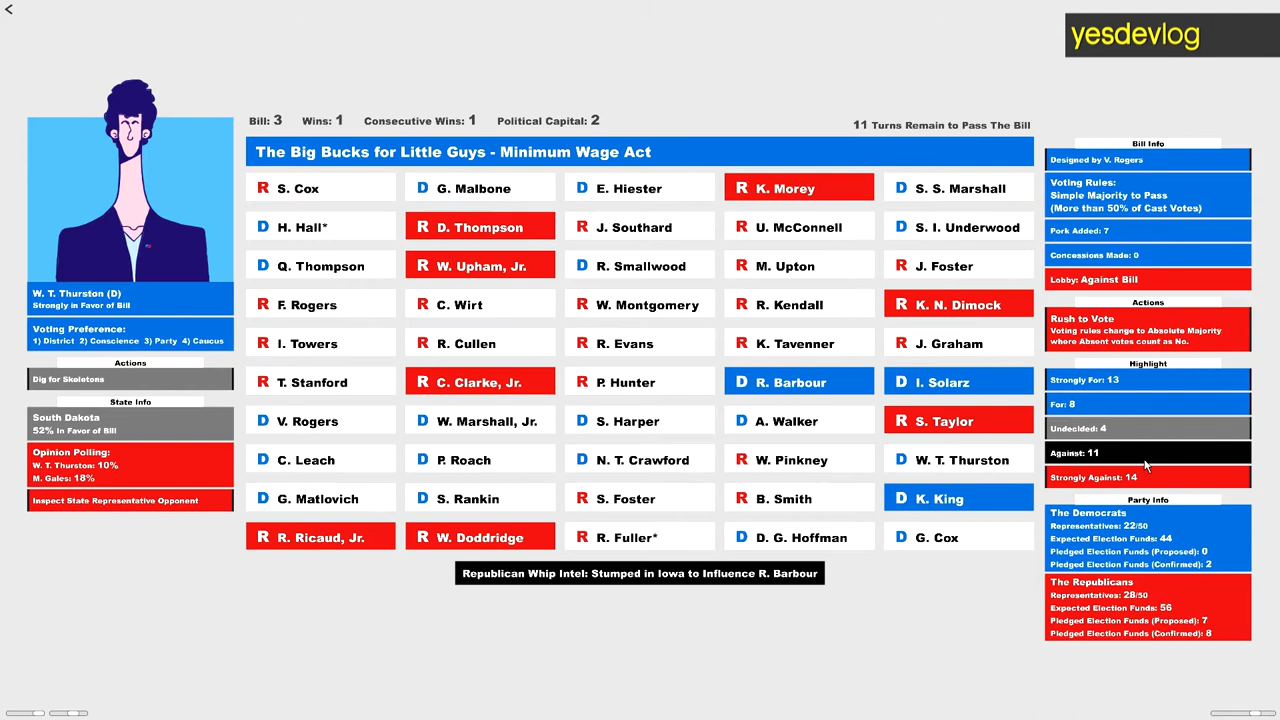 yesdevlog
Bill: 3 Wins: 1 Consecutive Wins: 1 Political Capital: 2
11 Turns Remain to Pass The Bill
The Big Bucks for Little Guys - Minimum Wage Act
R S. Cox
D G. Malbone
D E. Hiester
R K. Morey
D S. S. Marshall
D H. Hall*
R D. Thompson
R J. Southard
R U. McConnell
D S. I. Underwood
D Q. Thompson
R W. Upham, Jr.
D R. Smallwood
R M. Upton
R J. Foster
R F. Rogers
R C. Wirt
R W. Montgomery
R R. Kendall
R K. N. Dimock
R I. Towers
R R. Cullen
R R. Evans
R K. Tavenner
R J. Graham
R T. Stanford
R C. Clarke, Jr.
R P. Hunter
D R. Barbour
D I. Solarz
D V. Rogers
D W. Marshall, Jr.
D S. Harper
D A. Walker
R S. Taylor
D C. Leach
D P. Roach
D N. T. Crawford
R W. Pinkney
D W. T. Thurston
D G. Matlovich
D S. Rankin
R S. Foster
R B. Smith
D K. King
R R. Ricaud, Jr.
R W. Doddridge
R R. Fuller*
D D. G. Hoffman
D G. Cox
Republican Whip Intel: Stumped in Iowa to Influence R. Barbour
W. T. Thurston (D)
Strongly in Favor of Bill
Voting Preference:
1) District 2) Conscience 3) Party 4) Caucus
Actions
Dig for Skeletons
State Info
South Dakota
52% In Favor of Bill
Opinion Polling:
W. T. Thurston: 10%
M. Gales: 18%
Inspect State Representative Opponent
Bill Info
Designed by V. Rogers
Voting Rules:
Simple Majority to Pass
(More than 50% of Cast Votes)
Pork Added: 7
Concessions Made: 0
Lobby: Against Bill
Actions
Rush to Vote
Voting rules change to Absolute Majority
where Absent votes count as No.
Highlight
Strongly For: 13
For: 8
Undecided: 4
Against: 11
Strongly Against: 14
Party Info
The Democrats
Representatives: 22/50
Expected Election Funds: 44
Pledged Election Funds (Proposed): 0
Pledged Election Funds (Confirmed): 2
The Republicans
Representatives: 28/50
Expected Election Funds: 56
Pledged Election Funds (Proposed): 7
Pledged Election Funds (Confirmed): 8